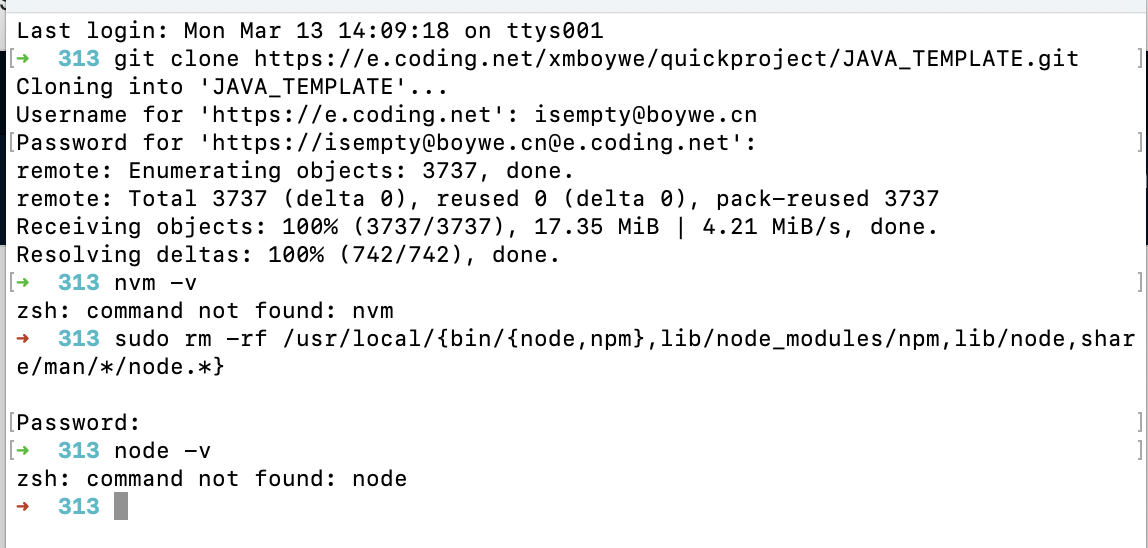 Last login: Mon Mar 13 14:09:18 on ttys001
[➜  313 git clone https://e.coding.net/xmboywe/quickproject/JAVA_TEMPLATE.git ]
Cloning into 'JAVA_TEMPLATE'...
Username for 'https://e.coding.net': isempty@boywe.cn
[Password for 'https://isempty@boywe.cn@e.coding.net': ]
remote: Enumerating objects: 3737, done.
remote: Total 3737 (delta 0), reused 0 (delta 0), pack-reused 3737
Receiving objects: 100% (3737/3737), 17.35 MiB | 4.21 MiB/s, done.
Resolving deltas: 100% (742/742), done.
[➜  313 nvm -v ]
zsh: command not found: nvm
➜  313 sudo rm -rf /usr/local/{bin/{node,npm},lib/node_modules/npm,lib/node,shar
e/man/*/node.*}
[Password: ]
[➜  313 node -v ]
zsh: command not found: node
➜  313